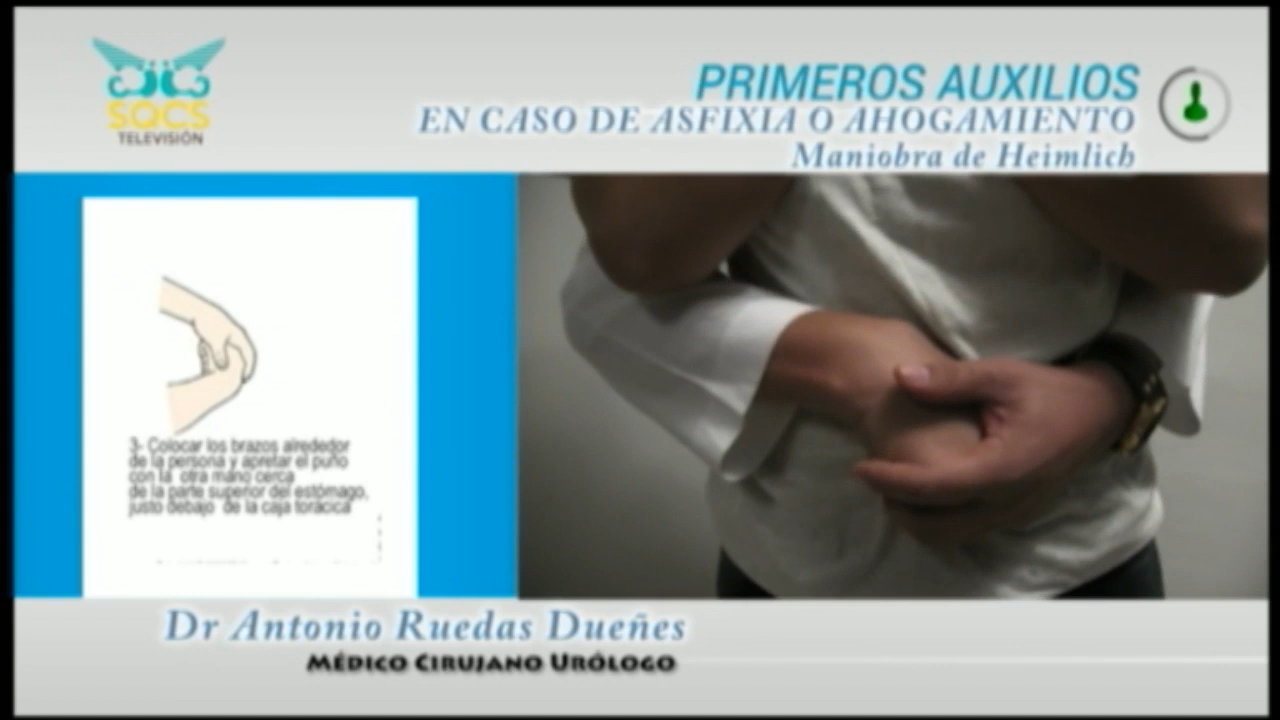 SQCS
TELEVISIÓN
PRIMEROS AUXILIOS
EN CASO DE ASFIXIA O AHOGAMIENTO
Maniobra de Heimlich
3- Colocar los brazos alrededor
de la persona y apretar el puño
con la otra mano cerca
de la parte superior del estómago,
justo debajo de la caja torácica
Dr Antonio Ruedas Dueñes
MÉDICO CIRUJANO URÓLOGO